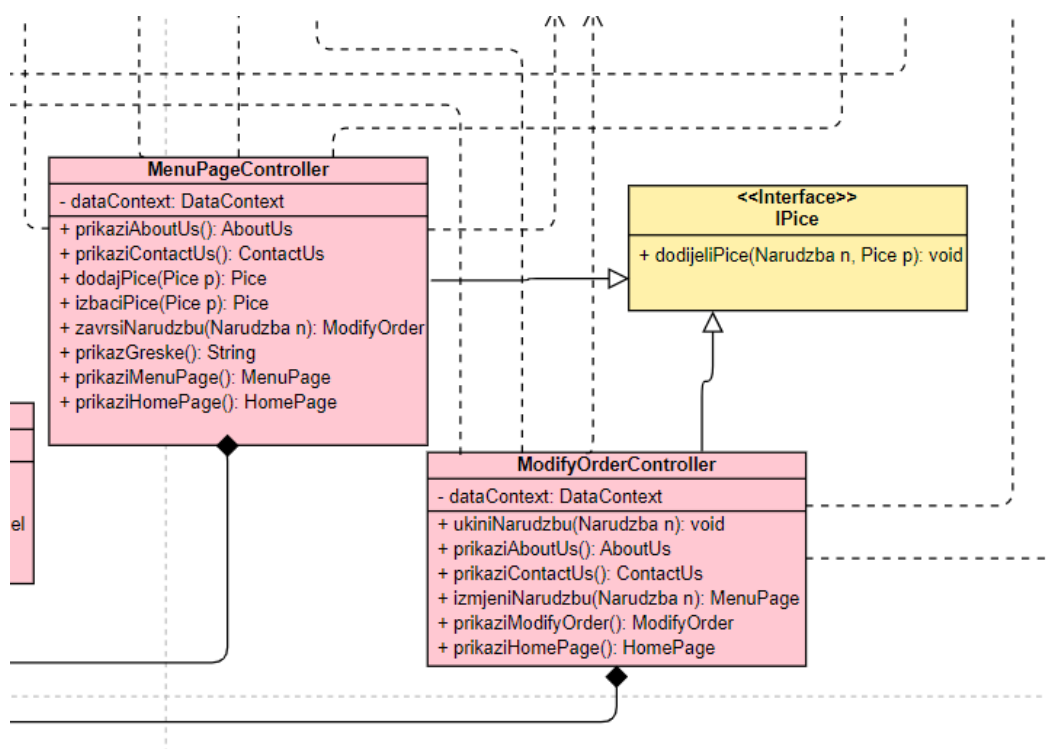 MenuPageController
- dataContext: DataContext
+ prikaziAboutUs(): AboutUs
+ prikaziContactUs(): ContactUs
+ dodajPice(Pice p): Pice
+ izbaciPice(Pice p): Pice
+ zavrsiNarudzbu(Narudzba n): ModifyOrder
+ prikazGreske(): String
+ prikaziMenuPage(): MenuPage
+ prikaziHomePage(): HomePage
<<Interface>>
IPice
+ dodijeliPice(Narudzba n, Pice p): void
el
ModifyOrderController
- dataContext: DataContext
+ ukiniNarudzbu(Narudzba n): void
+ prikaziAboutUs(): AboutUs
+ prikaziContactUs(): ContactUs
+ izmjeniNarudzbu(Narudzba n): MenuPage
+ prikaziModifyOrder(): ModifyOrder
+ prikaziHomePage(): HomePage